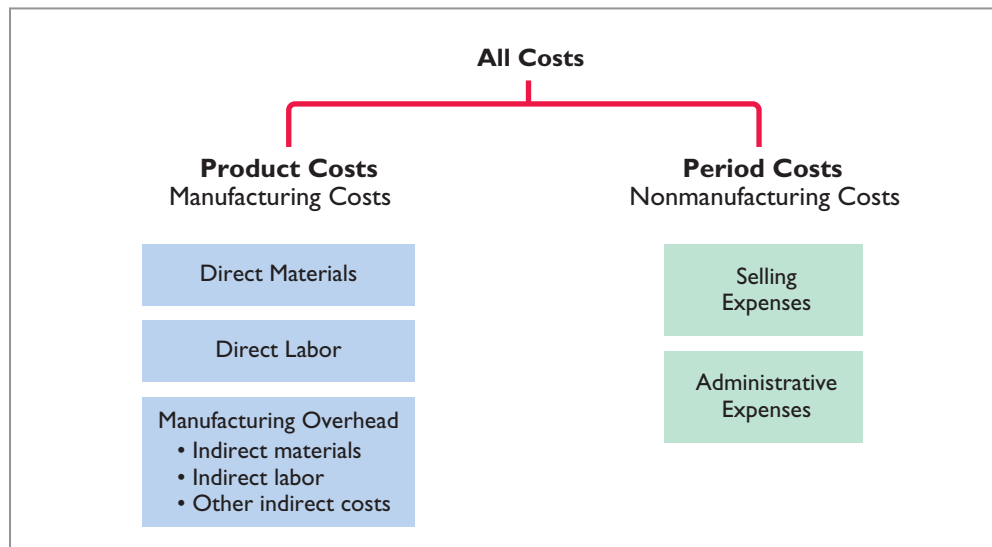 All Costs
Product Costs
Manufacturing Costs
Direct Materials
Direct Labor
Manufacturing Overhead
• Indirect materials
• Indirect labor
• Other indirect costs
Period Costs
Nonmanufacturing Costs
Selling
Expenses
Administrative
Expenses